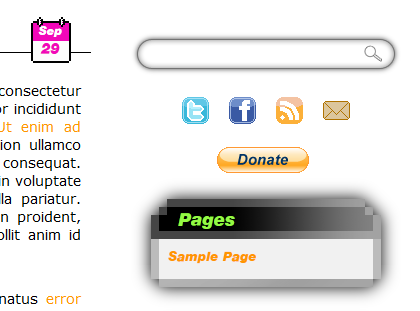 Sep
29
consectetur
or incididunt
Ut enim ad
ion ullamco
consequat.
in voluptate
lla pariatur.
n proident,
ollit anim id
natus error
t
f
Donate
Pages
Sample Page